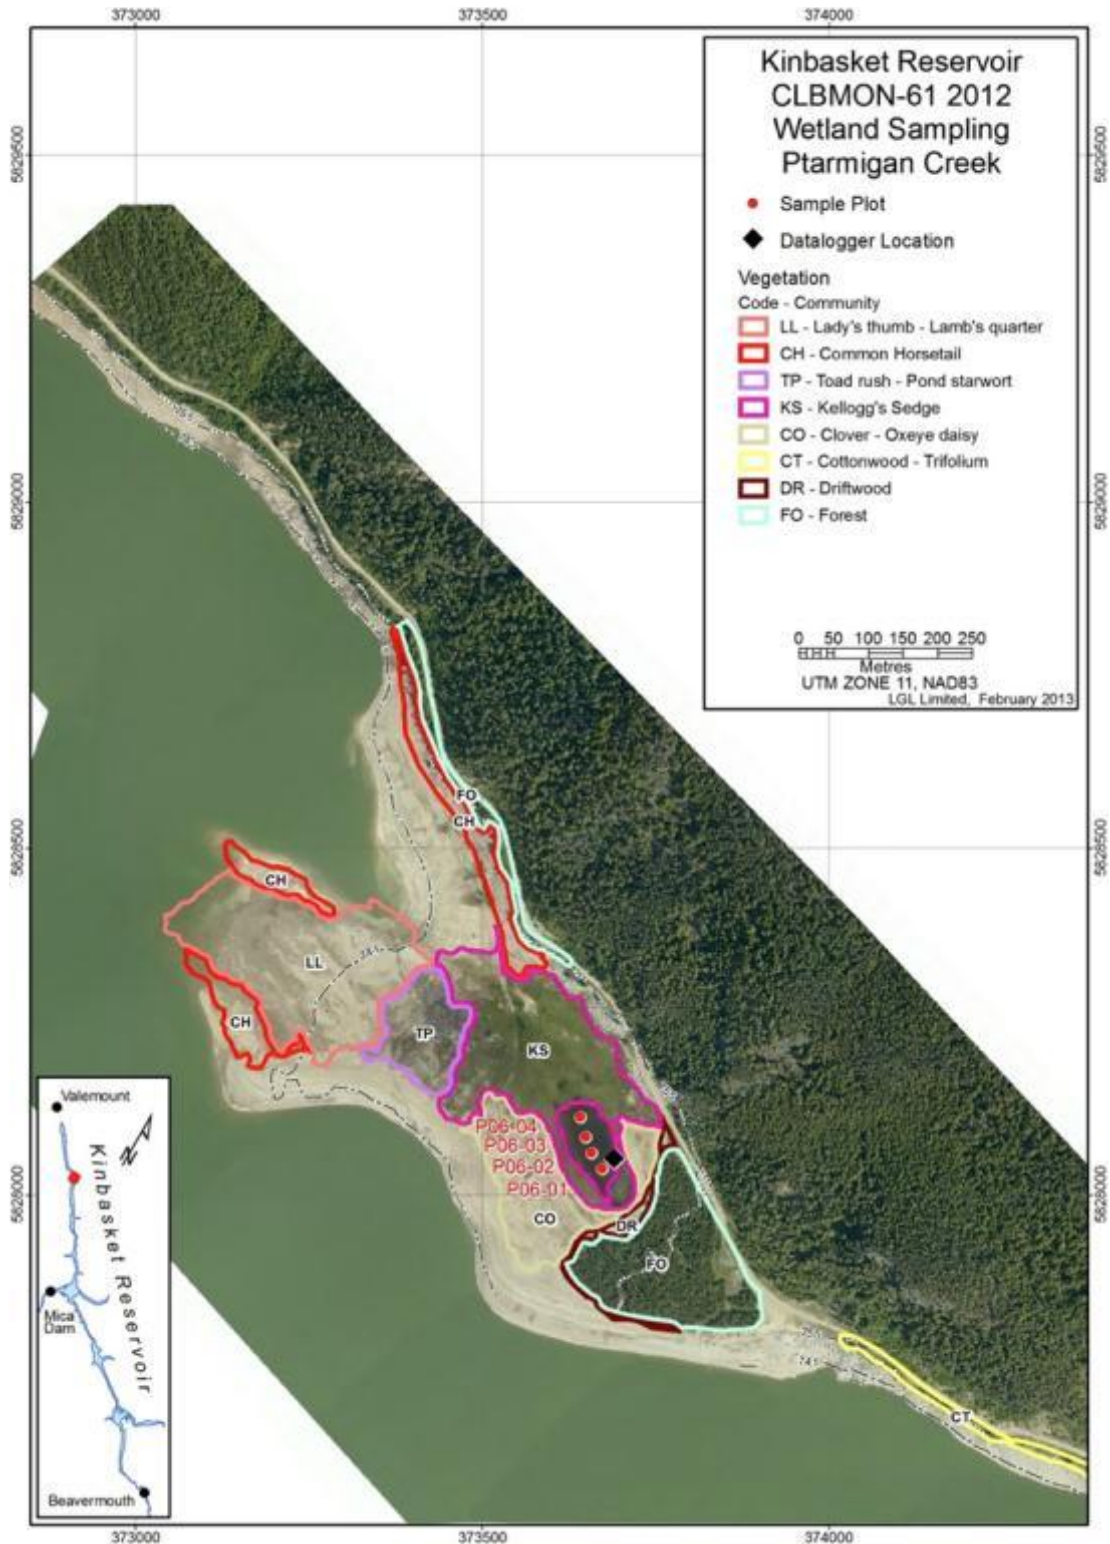 373000
373500
374000
5829500
5829500
Kinbasket Reservoir
CLBMON-61 2012
Wetland Sampling
Ptarmigan Creek
Sample Plot
Datalogger Location
Vegetation
Code - Community
LL - Lady's thumb - Lamb's quarter
CH - Common Horsetail
TP - Toad rush - Pond starwort
KS - Kellogg's Sedge
CO - Clover - Oxeye daisy
CT - Cottonwood - Trifolium
DR - Driftwood
FO - Forest
0 50 100 150 200 250
Metres
UTM ZONE 11, NAD83
LGL Limited, February 2013
5829000
5829000
FO
CH
5828500
5828500
CH
LL
CH
TP
KS
P06-04
P06-03
P06-02
P06-01
5828000
5828000
CO
DR
FO
CT
Valemount
Kinbasket Reservoir
Mica
Dam
Beavermouth
N
373000
373500
374000